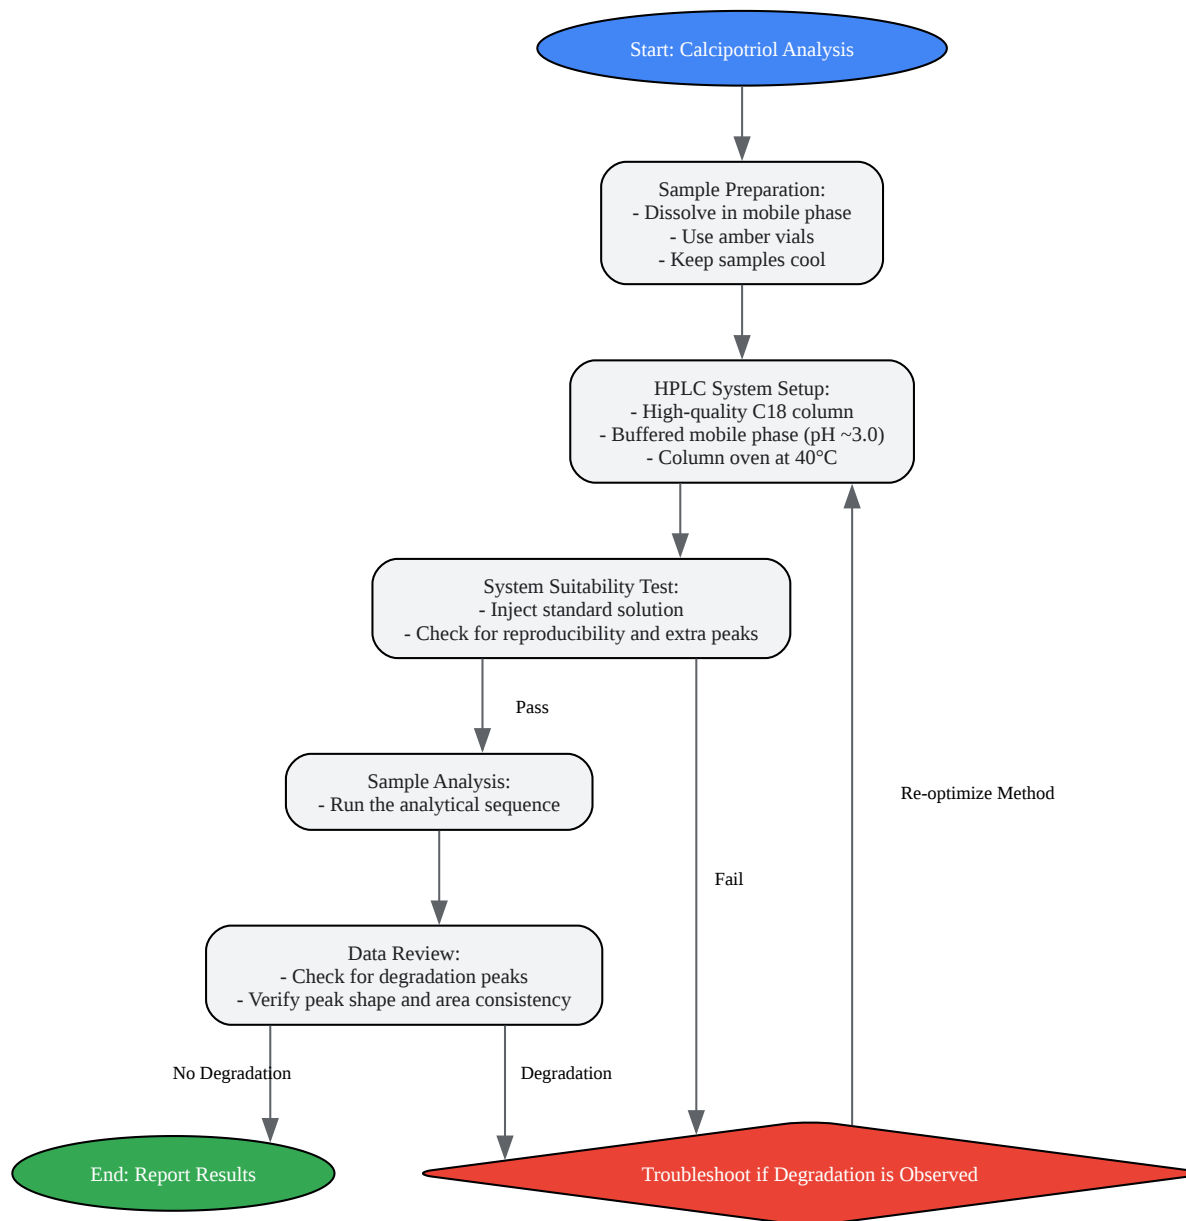 Start: Calcipotriol Analysis
Sample Preparation:
- Dissolve in mobile phase
- Use amber vials
- Keep samples cool
HPLC System Setup:
- High-quality C18 column
- Buffered mobile phase (pH ~3.0)
- Column oven at 40°C
System Suitability Test:
- Inject standard solution
- Check for reproducibility and extra peaks
Pass
Sample Analysis:
- Run the analytical sequence
Re-optimize Method
Fail
Data Review:
- Check for degradation peaks
- Verify peak shape and area consistency
No Degradation
Degradation
End: Report Results
Troubleshoot if Degradation is Observed